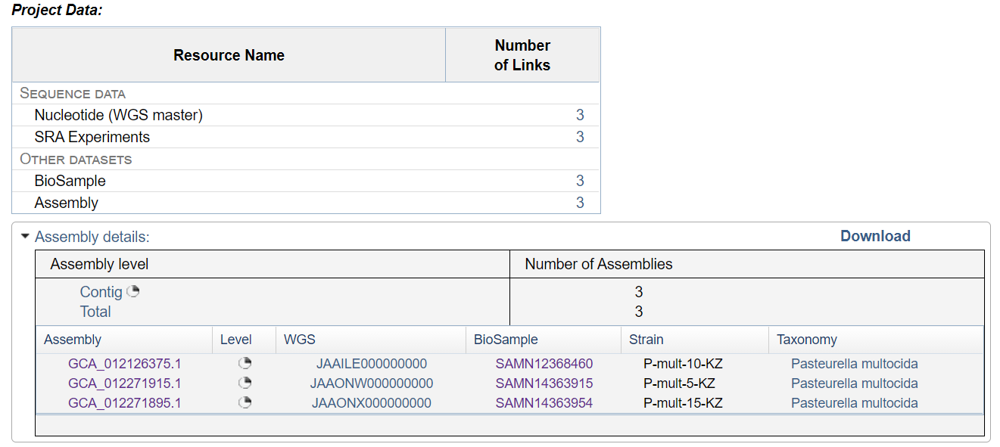 Project Data:
Resource Name
Number
of Links
SEQUENCE DATA
Nucleotide (WGS master) 3
SRA Experiments 3
OTHER DATASETS
BioSample 3
Assembly 3
Assembly details: Download
Assembly level Number of Assemblies
Contig 3
Total 3
Assembly Level WGS BioSample Strain Taxonomy
GCA_012126375.1 JAAILE000000000 SAMN12368460 P-mult-10-KZ Pasteurella multocida
GCA_012271915.1 JAAONW000000000 SAMN14363915 P-mult-5-KZ Pasteurella multocida
GCA_012271895.1 JAAONX000000000 SAMN14363954 P-mult-15-KZ Pasteurella multocida